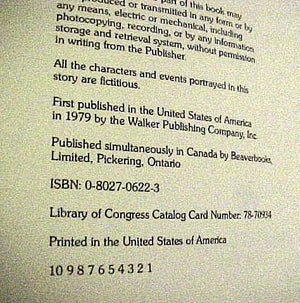 part of this book may
produced or transmitted in any form or by
any means, electric or mechanical, including
photocopying, recording, or by any information
storage and retrieval system, without permission
in writing from the Publisher.
All the characters and events portrayed in this
story are fictitious.
First published in the United States of America
in 1979 by the Walker Publishing Company, Inc.
Published simultaneously in Canada by Beaverbooks,
Limited, Pickering, Ontario
ISBN: 0-8027-0622-3
Library of Congress Catalog Card Number: 78-70934
Printed in the United States of America
10 9 8 7 6 5 4 3 2 1